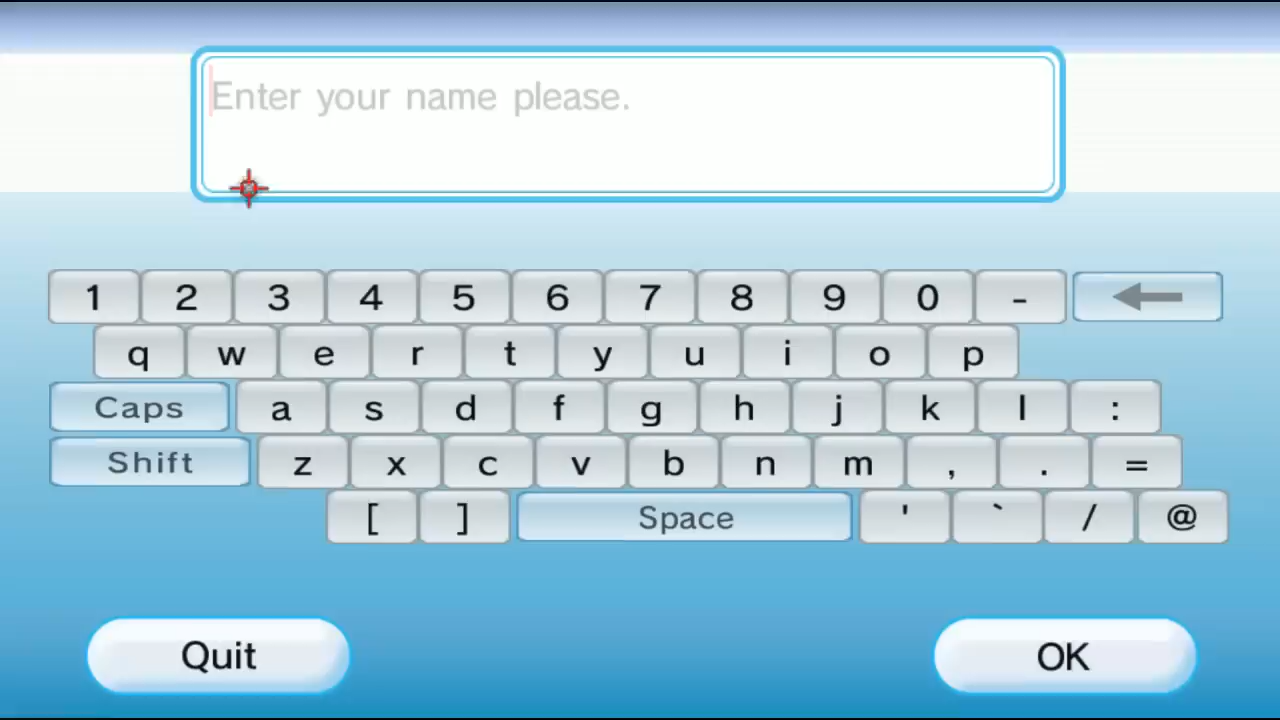 Enter your name please.
1 2 3 4 5 6 7 8 9 0 -
q w e r t y u i o p
Caps a s d f g h j k l :
Shift z x c v b n m , . =
[ ] Space ' ` / @
Quit OK